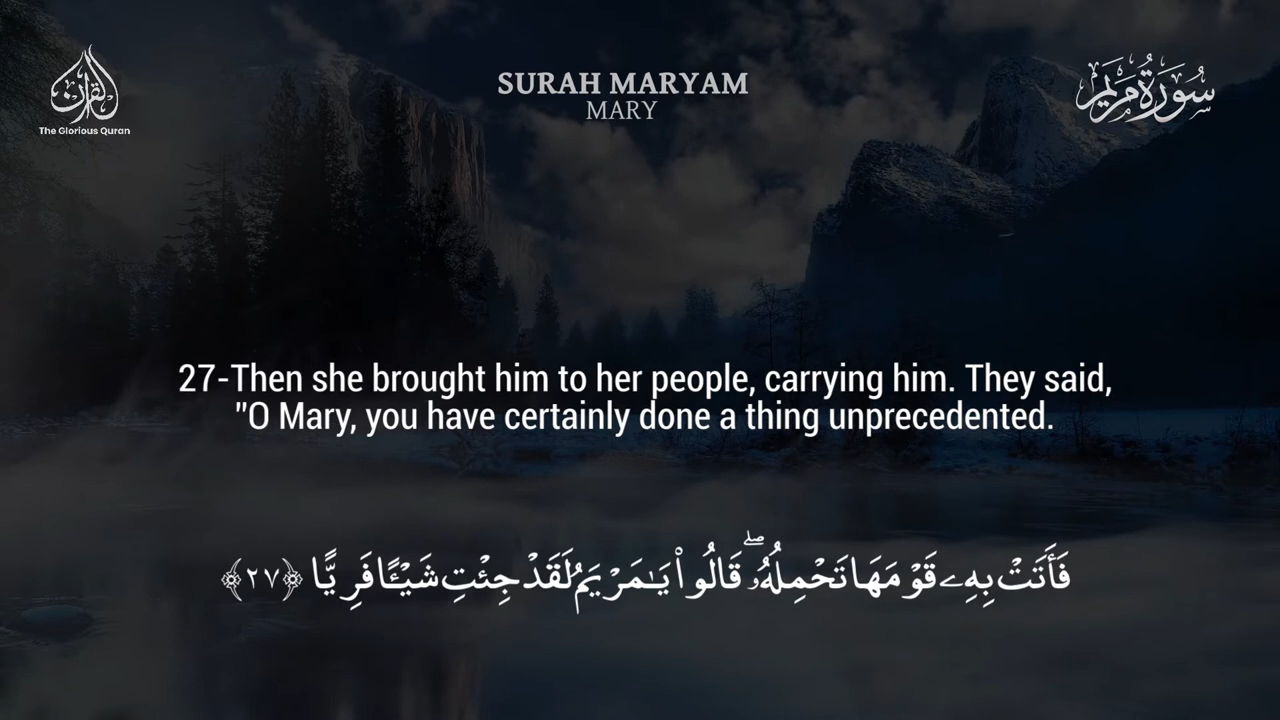 القرآن
The Glorious Quran
SURAH MARYAM
MARY
سُورَةُ مَرْيَم
27-Then she brought him to her people, carrying him. They said,
"O Mary, you have certainly done a thing unprecedented.
فَأَتَتْ بِهِۦ قَوْمَهَا تَحْمِلُهُۥ ۖ قَالُوا۟ يَـٰمَرْيَمُ لَقَدْ جِئْتِ شَيْـًٔا فَرِيًّا ﴿٢٧﴾